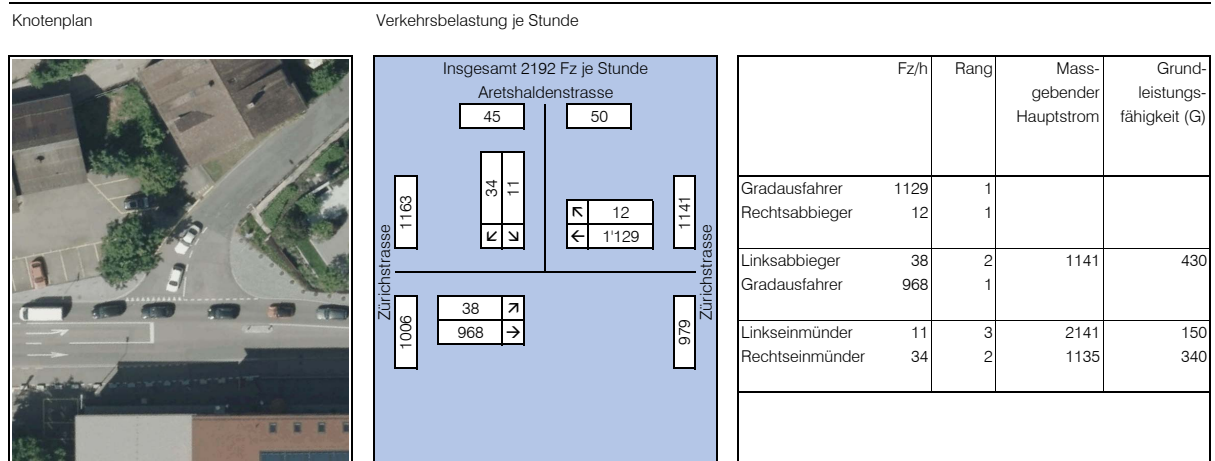 Knotenplan
Verkehrsbelastung je Stunde
Insgesamt 2192 Fz je Stunde
Aretshaldenstrasse
45 50
34 11
↙ ↘
1163
Zürichstrasse
↖ 12
← 1'129
1141
Zürichstrasse
1006
38 ↗
968 →
979
Fz/h Rang Mass- Grund-
gebender leistungs-
Hauptstrom fähigkeit (G)
Gradausfahrer 1129 1
Rechtsabbieger 12 1
Linksabbieger 38 2 1141 430
Gradausfahrer 968 1
Linkseinmünder 11 3 2141 150
Rechtseinmünder 34 2 1135 340